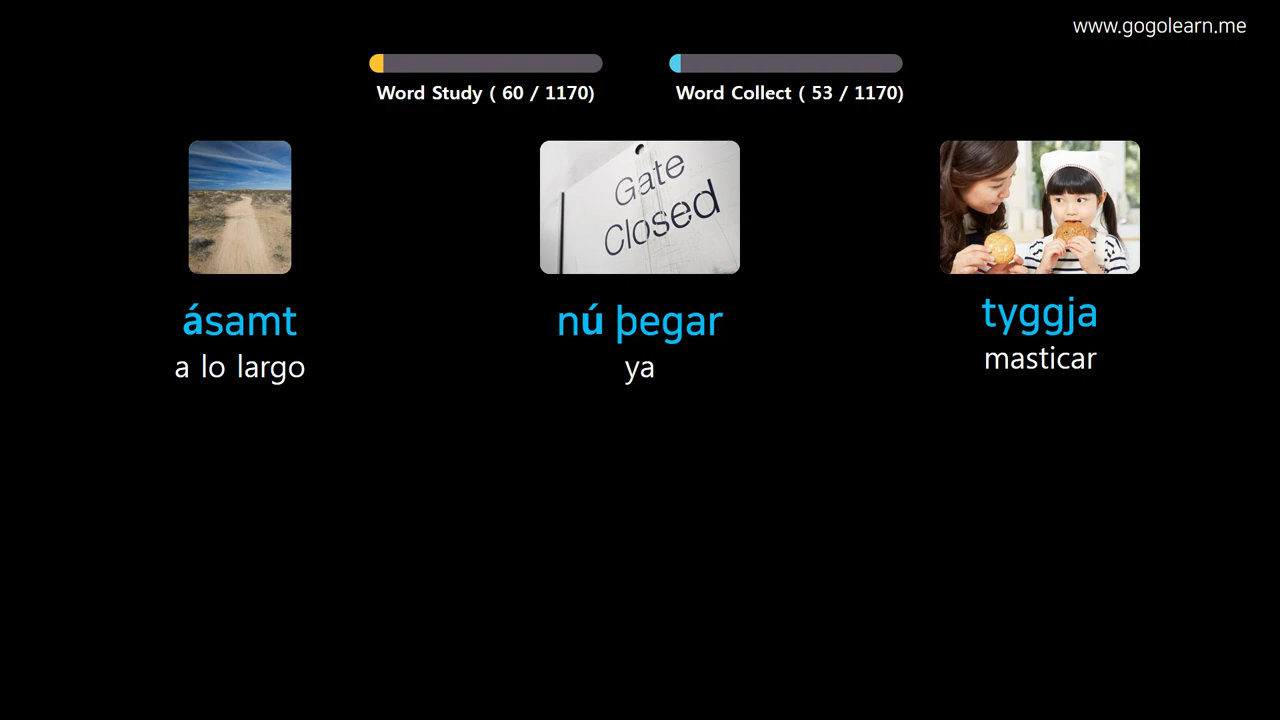 www.gogolearn.me
Word Study ( 60 / 1170)
Word Collect ( 53 / 1170)
Gate
Closed
ásamt
nú þegar
tyggja
a lo largo
ya
masticar